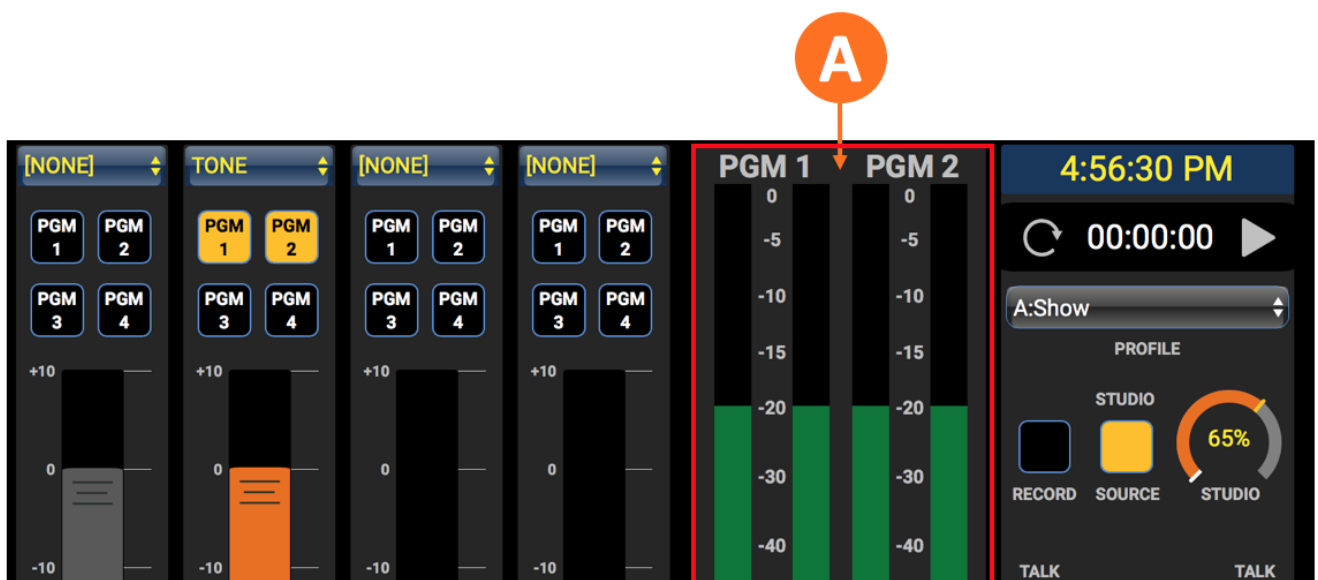 A
[NONE] TONE [NONE] [NONE] PGM 1 PGM 2 4:56:30 PM
0 0
PGM 1 PGM 2 PGM 1 PGM 2 PGM 1 PGM 2 PGM 1 PGM 2 -5 -5 00:00:00
PGM 3 PGM 4 PGM 3 PGM 4 PGM 3 PGM 4 PGM 3 PGM 4 -10 -10 A:Show
-15 -15 PROFILE
+10 +10 +10 +10
-20 -20 STUDIO
65%
0 0 0 0 -30 -30
RECORD SOURCE STUDIO
-40 -40
-10 -10 -10 -10 TALK TALK